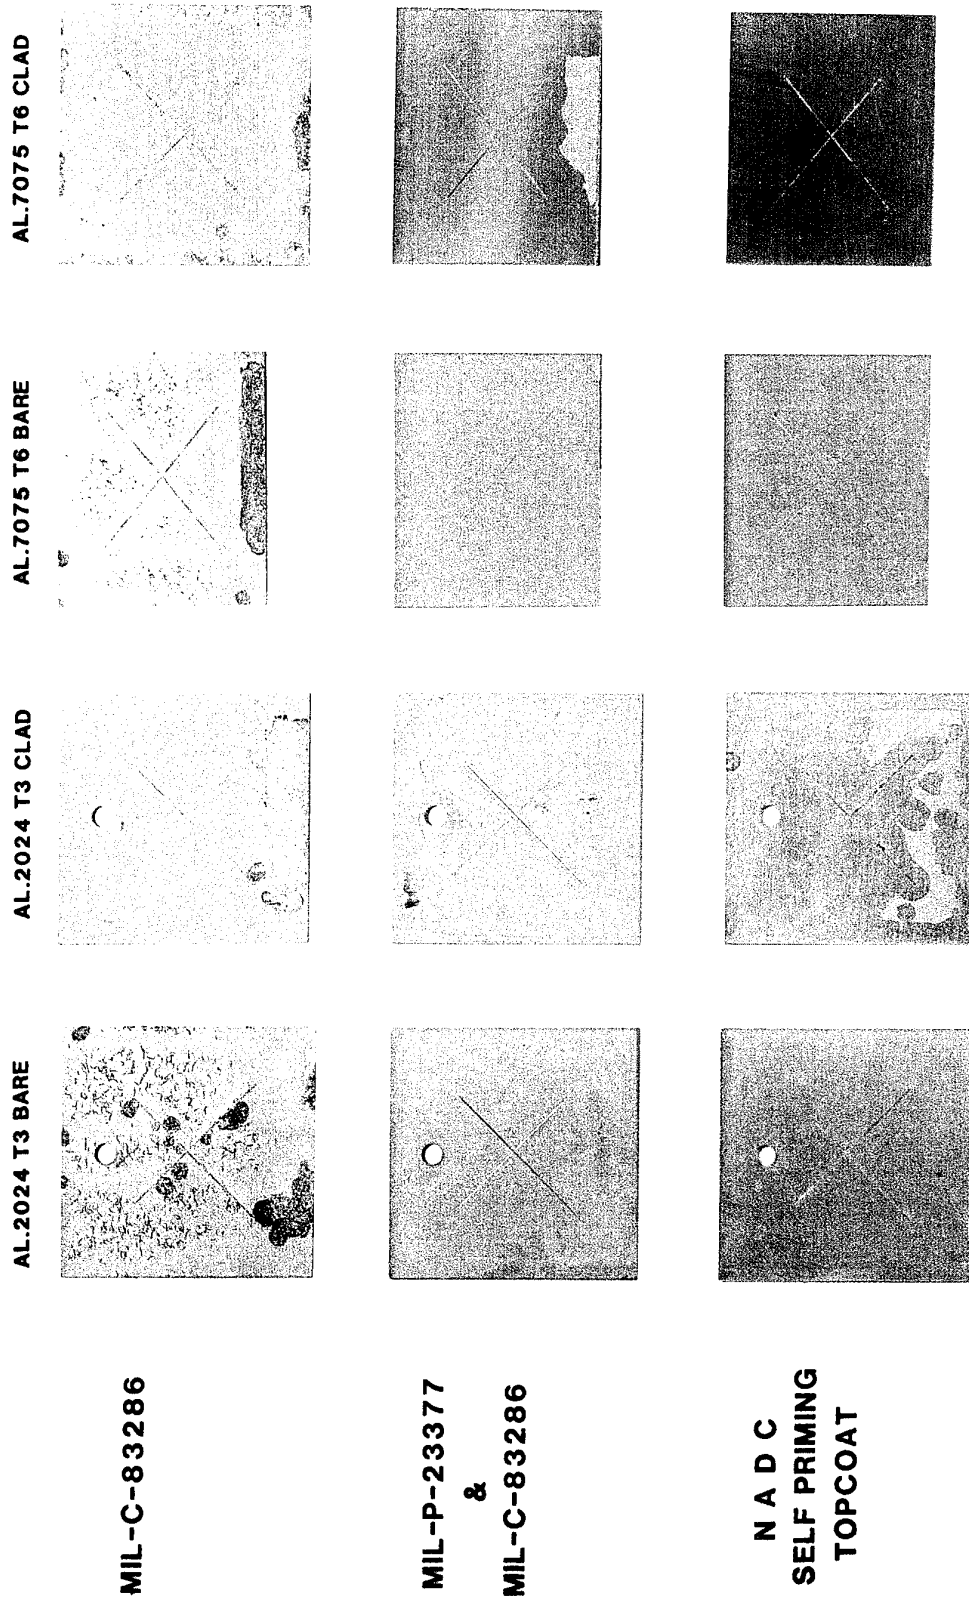 AL.2024 T3 BARE
AL.2024 T3 CLAD
AL.7075 T6 BARE
AL.7075 T6 CLAD
MIL-C-83286
MIL-P-23377
&
MIL-C-83286
N A D C
SELF PRIMING
TOPCOAT